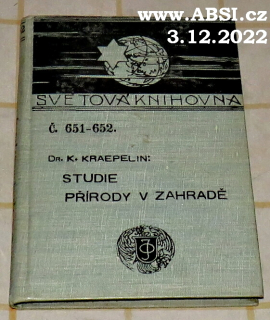 www.ABSI.cz
3.12.2022
SVĚTOVÁ KNIHOVNA
Č. 651-652.
DR. K. KRAEPELIN:
STUDIE
PŘÍRODY V ZAHRADĚ